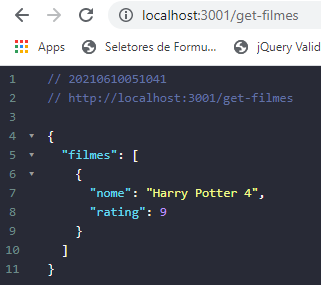 localhost:3001/get-filmes
Apps Seletores de Formu... jQuery Valid
1 // 20210610051041
2 // http://localhost:3001/get-filmes
3
4 {
5 "filmes": [
6 {
7 "nome": "Harry Potter 4",
8 "rating": 9
9 }
10 ]
11 }